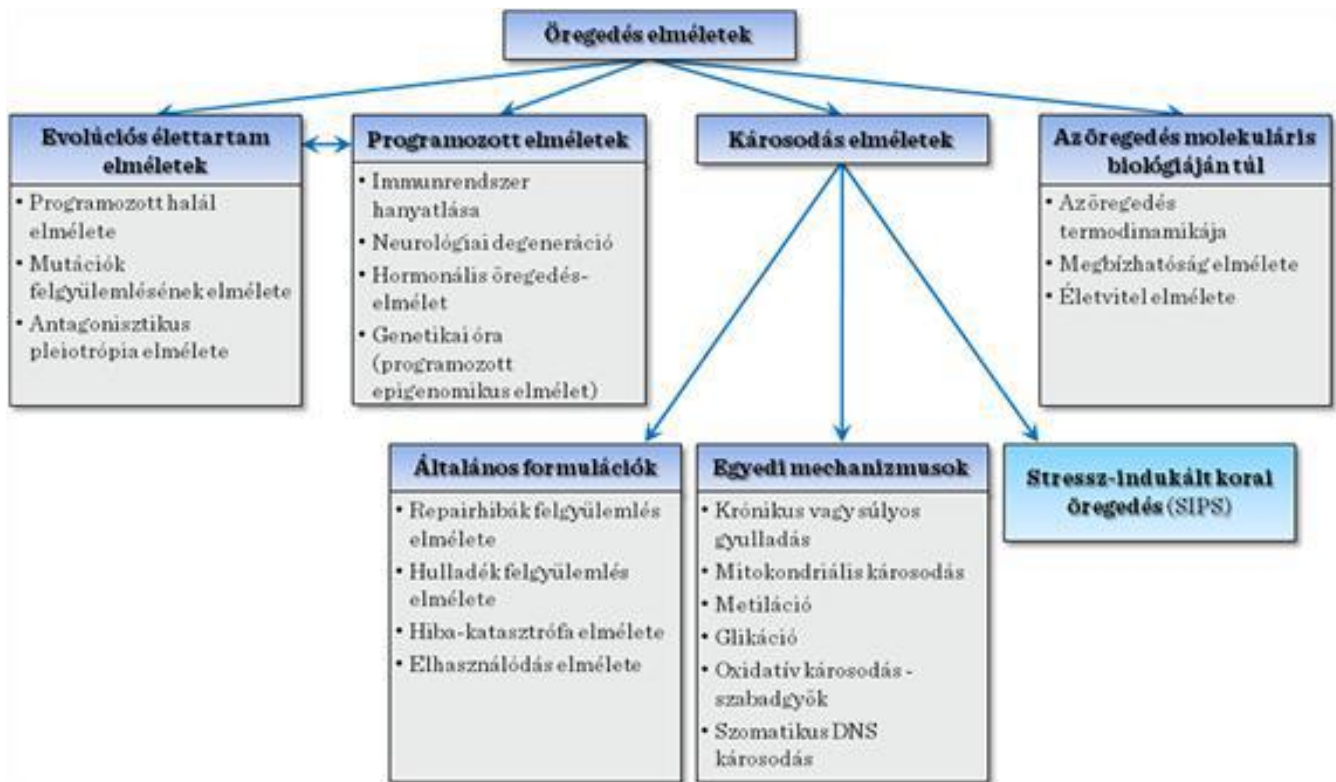 Öregedés elméletek
Evolúciós élettartam
elméletek
• Programozott halál
elmélete
• Mutációk
felgyülemlésének elmélete
• Antagonisztikus
pleiotrópia elmélete
Programozott elméletek
• Immunrendszer
hanyatlása
• Neurológiai degeneráció
• Hormonális öregedés-
elmélet
• Genetikai óra
(programozott
epigenomikus elmélet)
Károsodás elméletek
Az öregedés molekuláris
biológiáján túl
• Az öregedés
termodinamikája
• Megbízhatóság elmélete
• Életvitel elmélete
Általános formulációk
• Repairhibák felgyülemlés
elmélete
• Hulladék felgyülemlés
elmélete
• Hiba-katasztrófa elmélete
• Elhasználódás elmélete
Egyedi mechanizmusok
• Krónikus vagy súlyos
gyulladás
• Mitokondriális károsodás
• Metiláció
• Glikáció
• Oxidatív károsodás -
szabadgyök
• Szomatikus DNS
károsodás
Stressz-indukált korai
öregedés (SIPS)